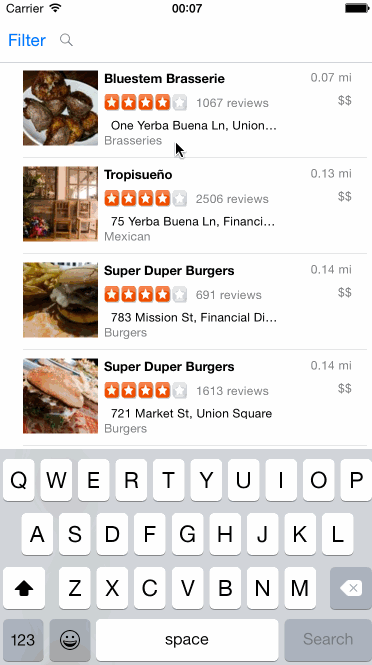 Carrier 00:07
Filter
Bluestem Brasserie 0.07 mi
1067 reviews $$
One Yerba Buena Ln, Union…
Brasseries
Tropisueño 0.13 mi
2506 reviews $$
75 Yerba Buena Ln, Financi…
Mexican
Super Duper Burgers 0.14 mi
691 reviews $$
783 Mission St, Financial Di…
Burgers
Super Duper Burgers 0.14 mi
1613 reviews $$
721 Market St, Union Square
Burgers
Q W E R T Y U I O P
A S D F G H J K L
Z X C V B N M
123 space Search